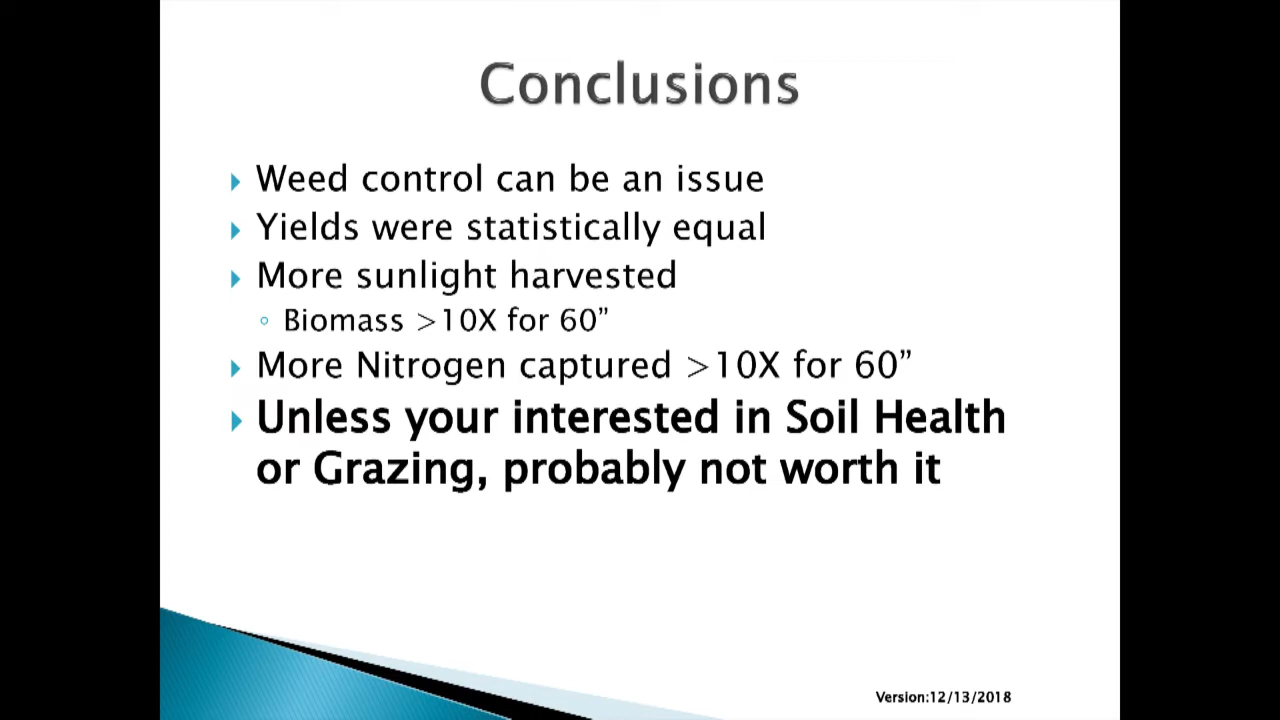 Conclusions
Weed control can be an issue
Yields were statistically equal
More sunlight harvested
Biomass >10X for 60”
More Nitrogen captured >10X for 60”
Unless your interested in Soil Health
or Grazing, probably not worth it
Version:12/13/2018